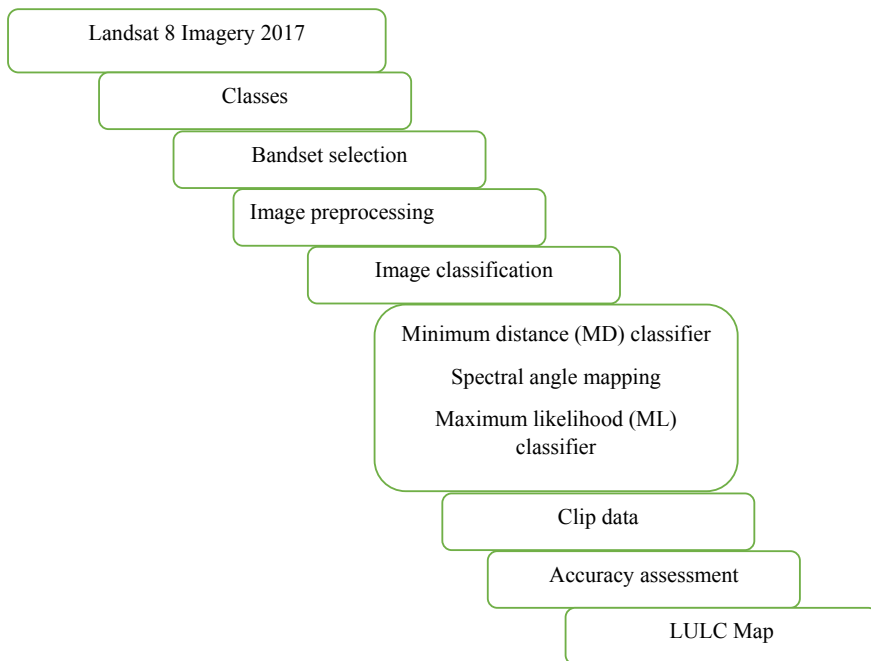 Landsat 8 Imagery 2017
Classes
Bandset selection
Image preprocessing
Image classification
Minimum distance (MD) classifier
Spectral angle mapping
Maximum likelihood (ML)
classifier
Clip data
Accuracy assessment
LULC Map